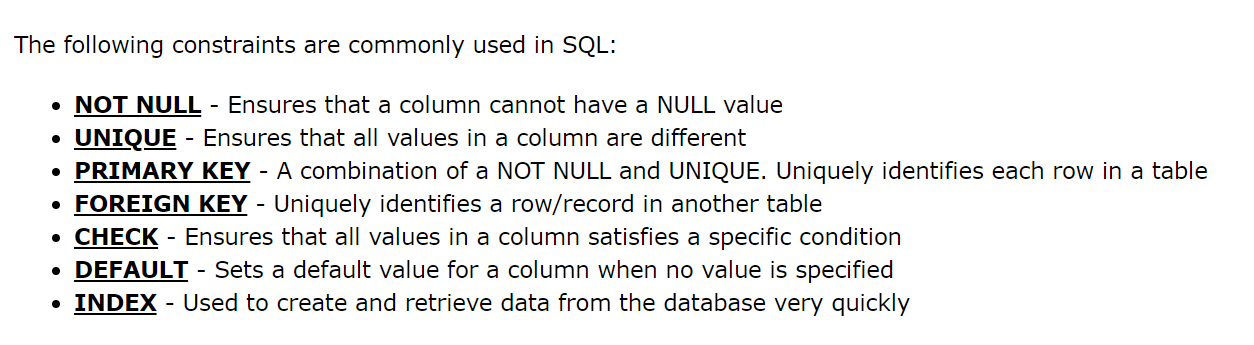 The following constraints are commonly used in SQL:
• NOT NULL - Ensures that a column cannot have a NULL value
• UNIQUE - Ensures that all values in a column are different
• PRIMARY KEY - A combination of a NOT NULL and UNIQUE. Uniquely identifies each row in a table
• FOREIGN KEY - Uniquely identifies a row/record in another table
• CHECK - Ensures that all values in a column satisfies a specific condition
• DEFAULT - Sets a default value for a column when no value is specified
• INDEX - Used to create and retrieve data from the database very quickly